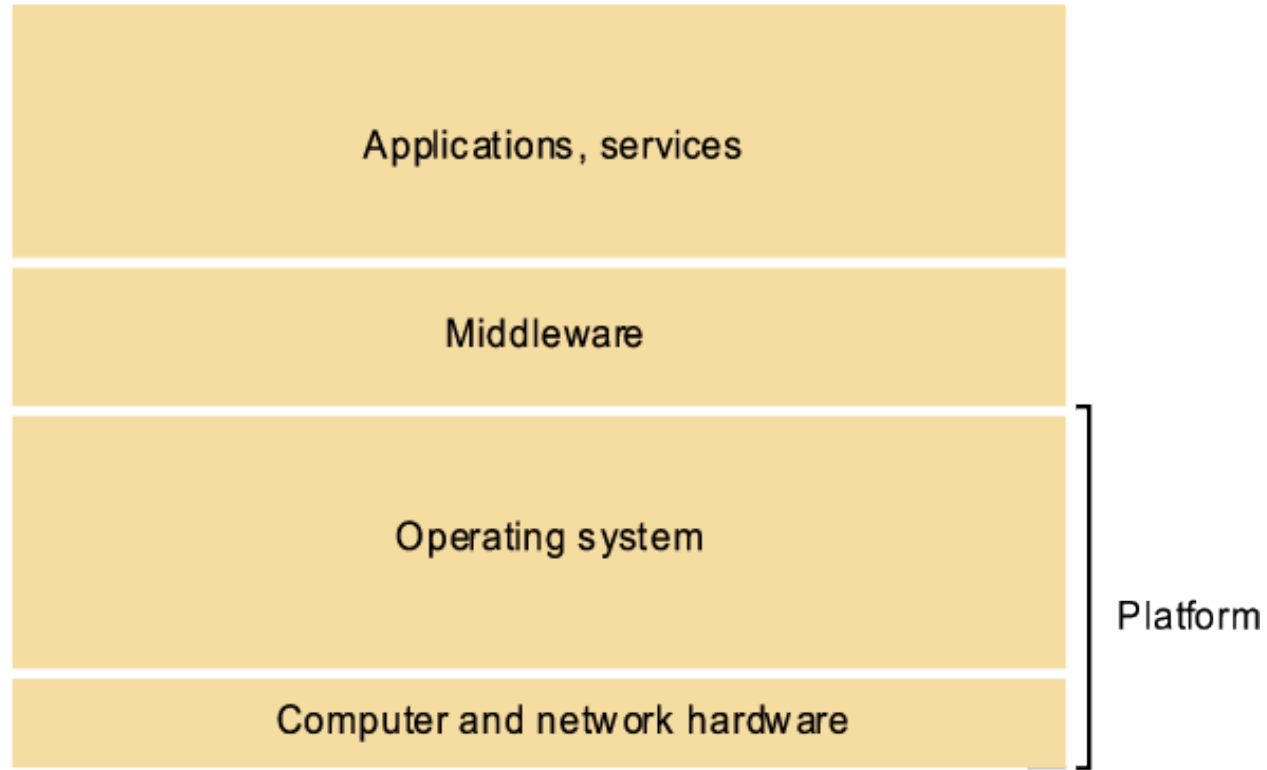 Applications, services
Middleware
Operating system
Platform
Computer and network hardware